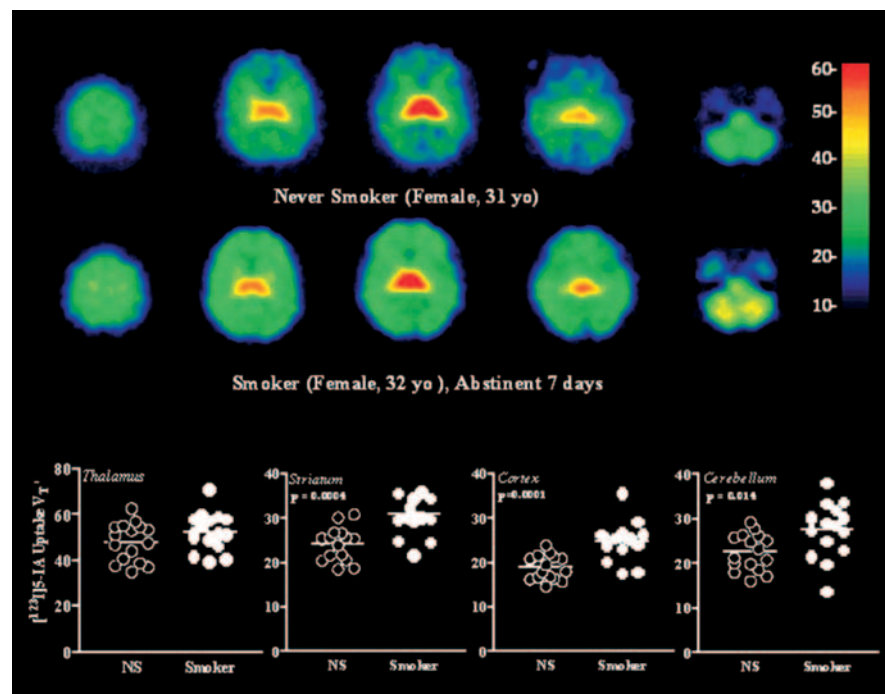 60-
50-
40-
30-
20-
10-
Never Smoker (Female, 31 yo)
Smoker (Female, 32 yo ), Abstinent 7 days
[123I]5-IA Uptake VT'
80
60
40
20
0
Thalamus
NS Smoker
40
30
20
10
0
Striatum
p = 0.0004
NS Smoker
40
30
20
10
0
Cortex
p=0.0001
NS Smoker
40
30
20
10
0
Cerebellum
p = 0.014
NS Smoker